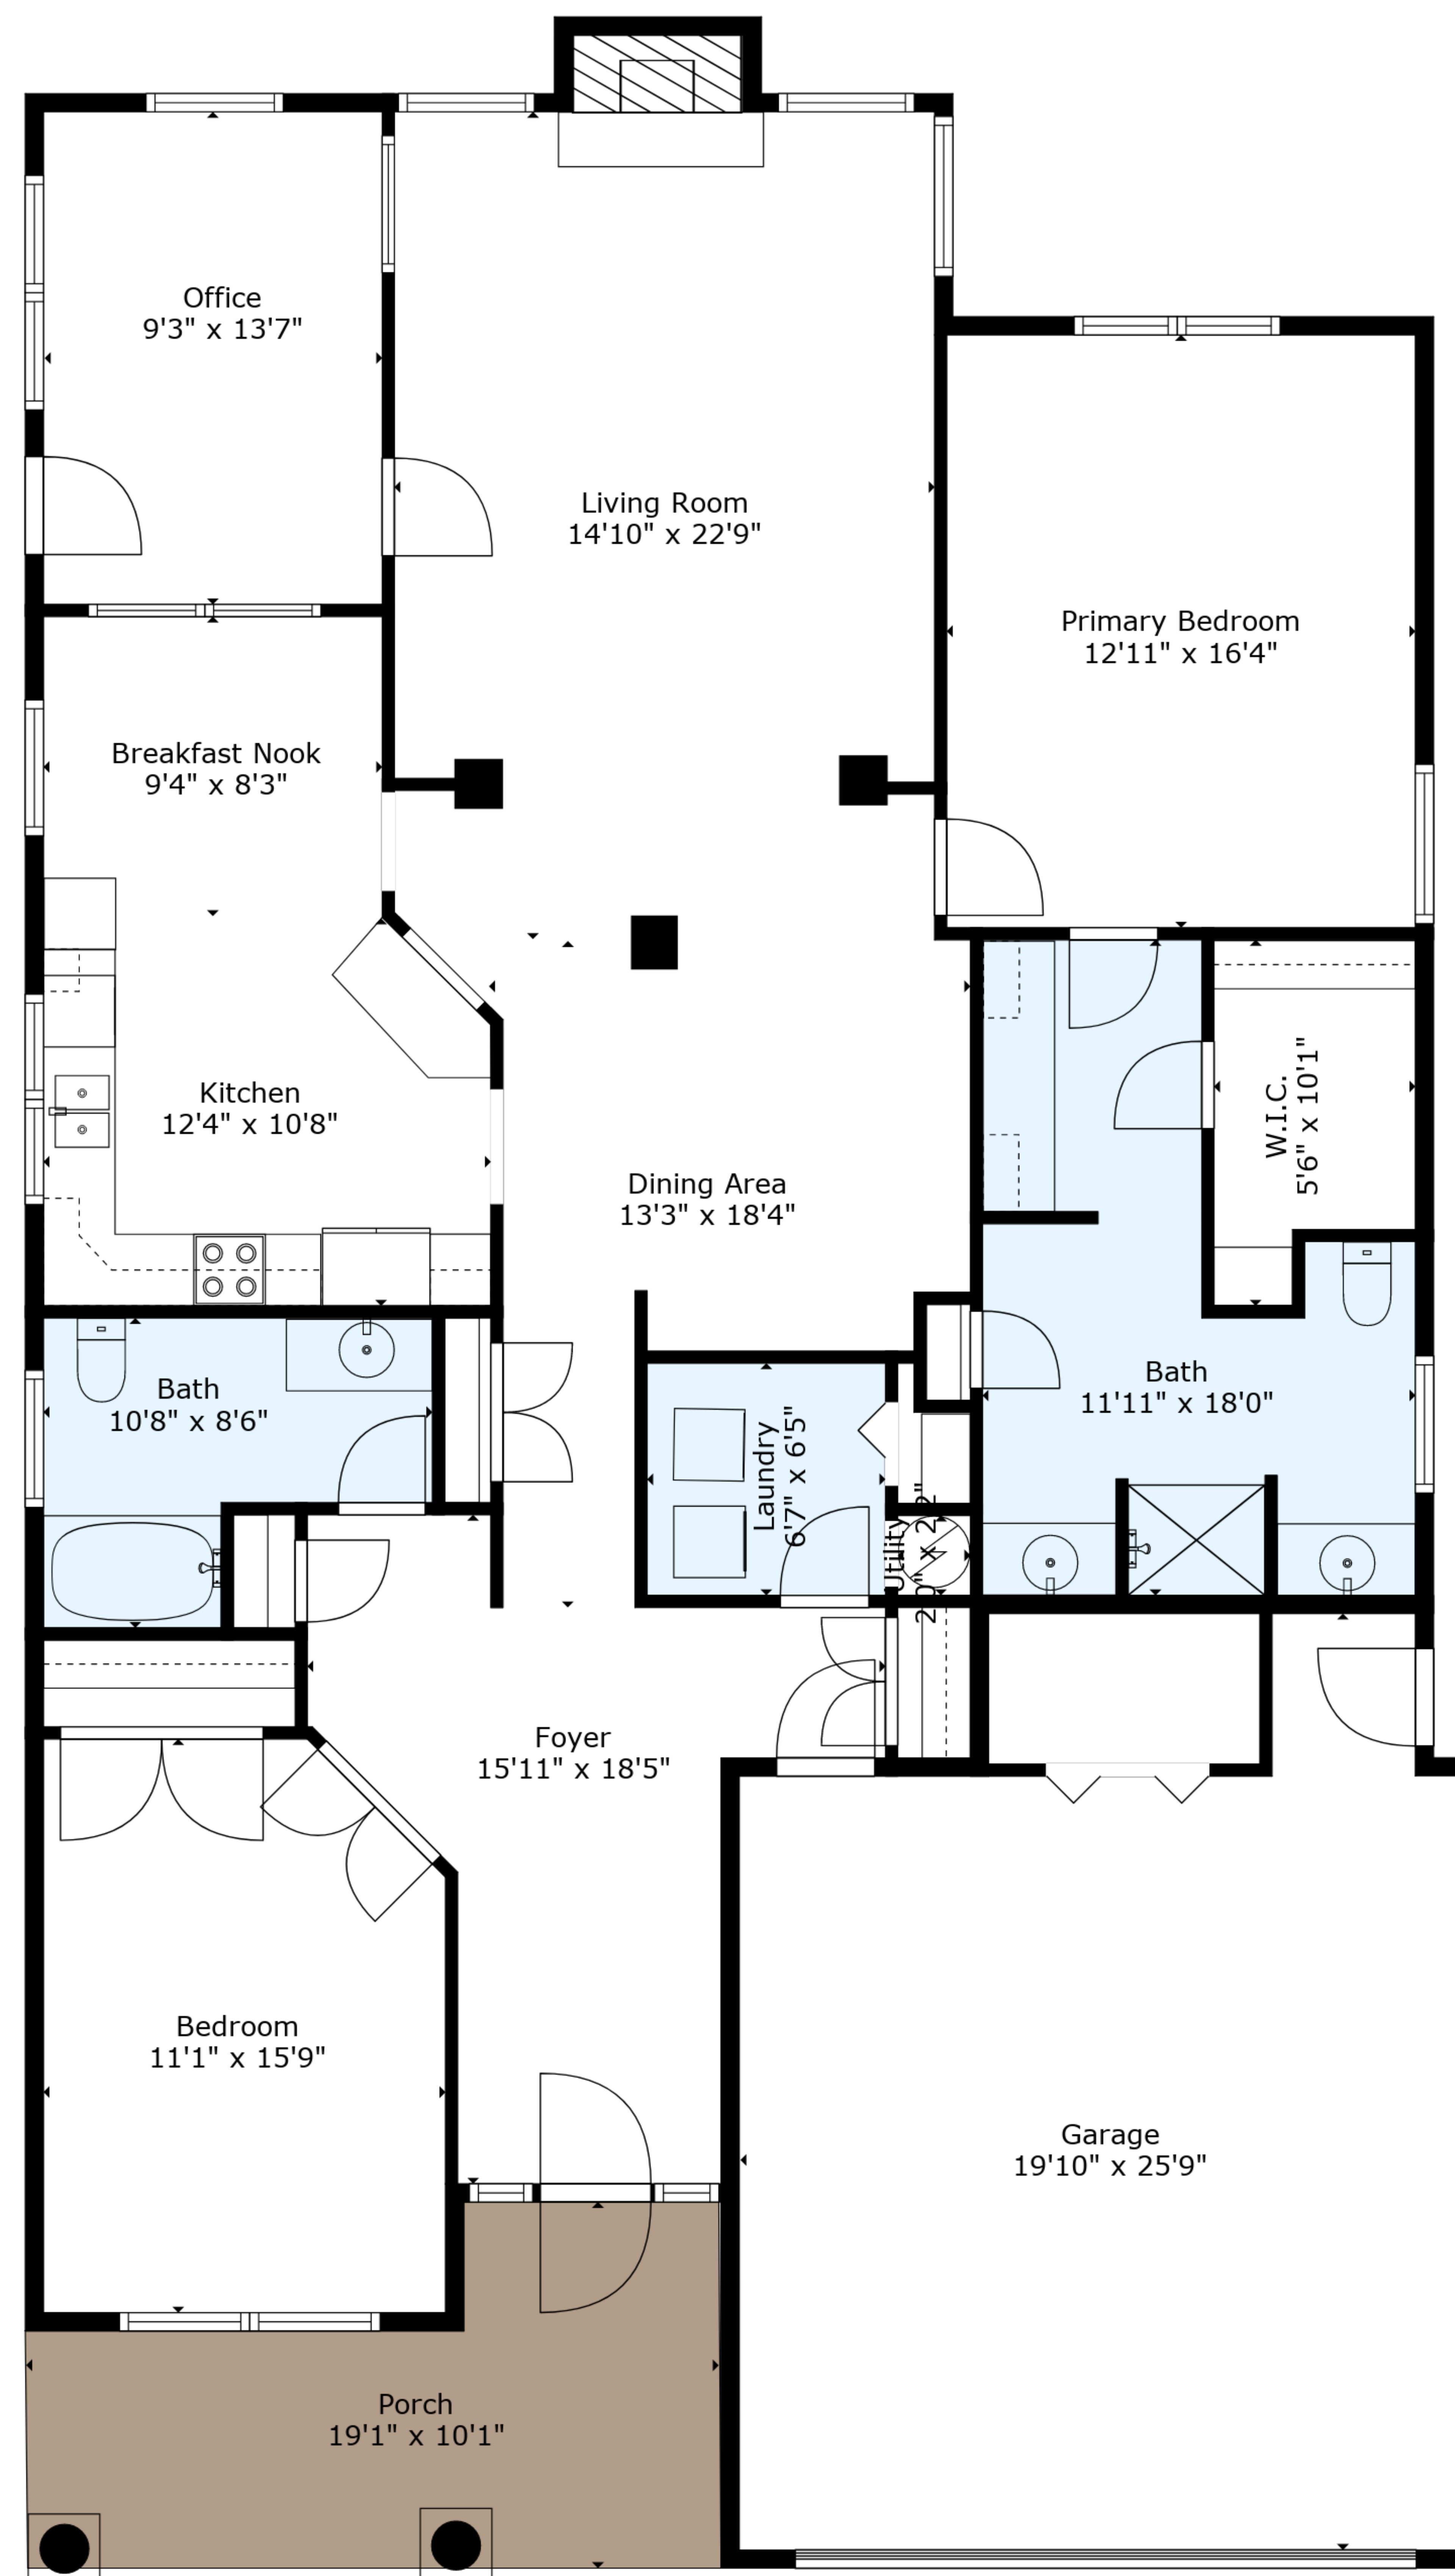 Office
9'3" x 13'7"
Living Room
14'10" x 22'9"
Primary Bedroom
12'11" x 16'4"
Breakfast Nook
9'4" x 8'3"
Kitchen
12'4" x 10'8"
W.I.C.
5'6" x 10'1"
Dining Area
13'3" x 18'4"
Bath
10'8" x 8'6"
Bath
11'11" x 18'0"
Laundry
6'7" x 6'5"
Utility
Foyer
15'11" x 18'5"
Bedroom
11'1" x 15'9"
Garage
19'10" x 25'9"
Porch
19'1" x 10'1"